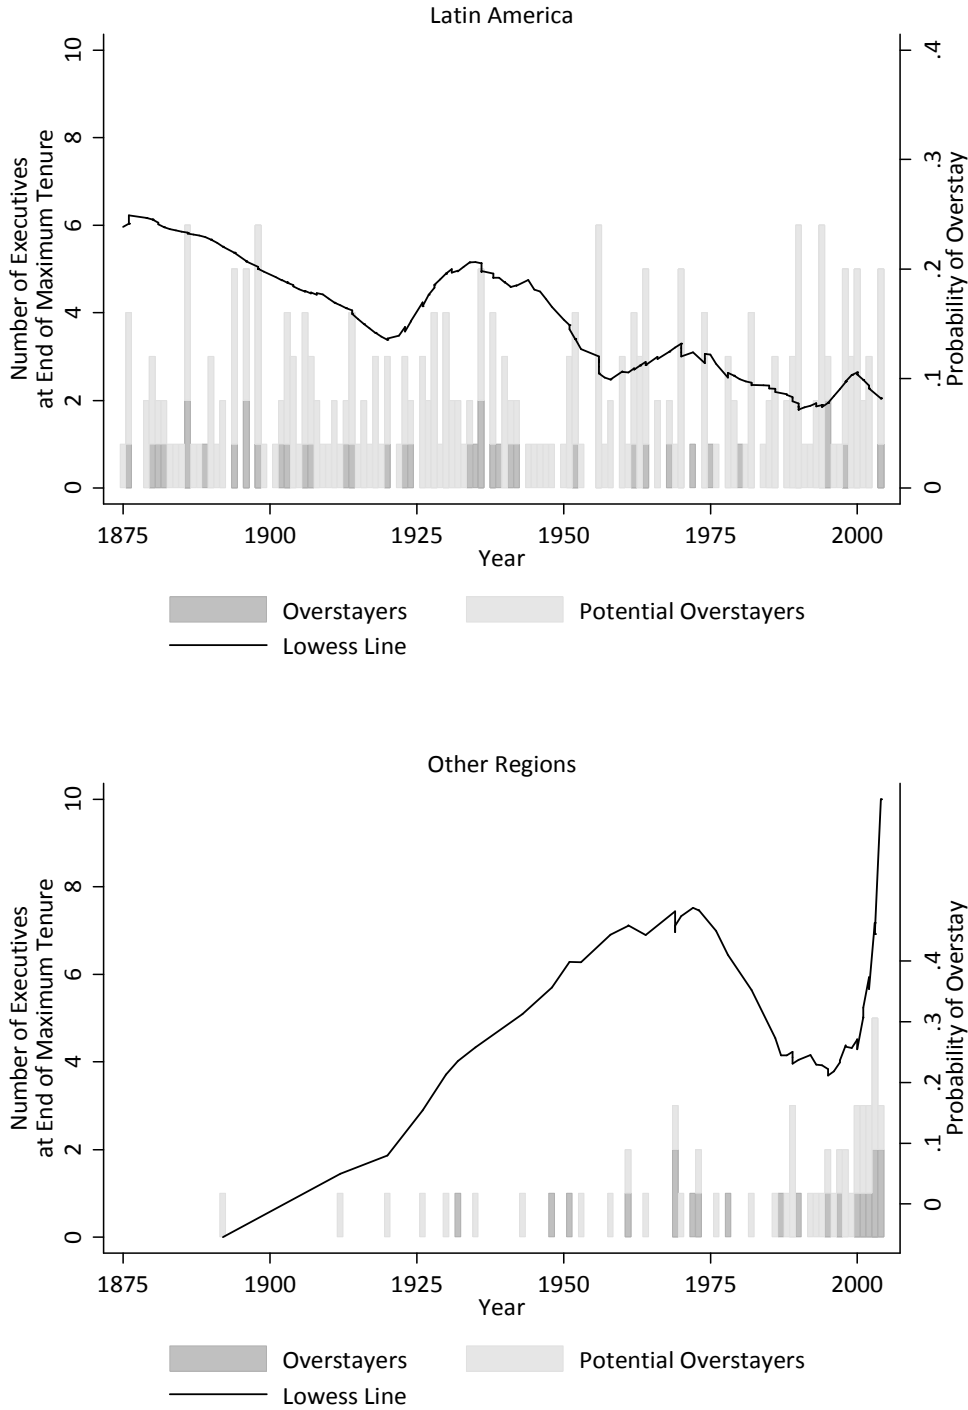 Latin America
Number of Executives
at End of Maximum Tenure
10
8
6
4
2
0
.4
.3
.2
.1
0
Probability of Overstay
1875 1900 1925 1950 1975 2000
Year
Overstayers Potential Overstayers
Lowess Line
Other Regions
Number of Executives
at End of Maximum Tenure
10
8
6
4
2
0
.4
.3
.2
.1
0
Probability of Overstay
1875 1900 1925 1950 1975 2000
Year
Overstayers Potential Overstayers
Lowess Line